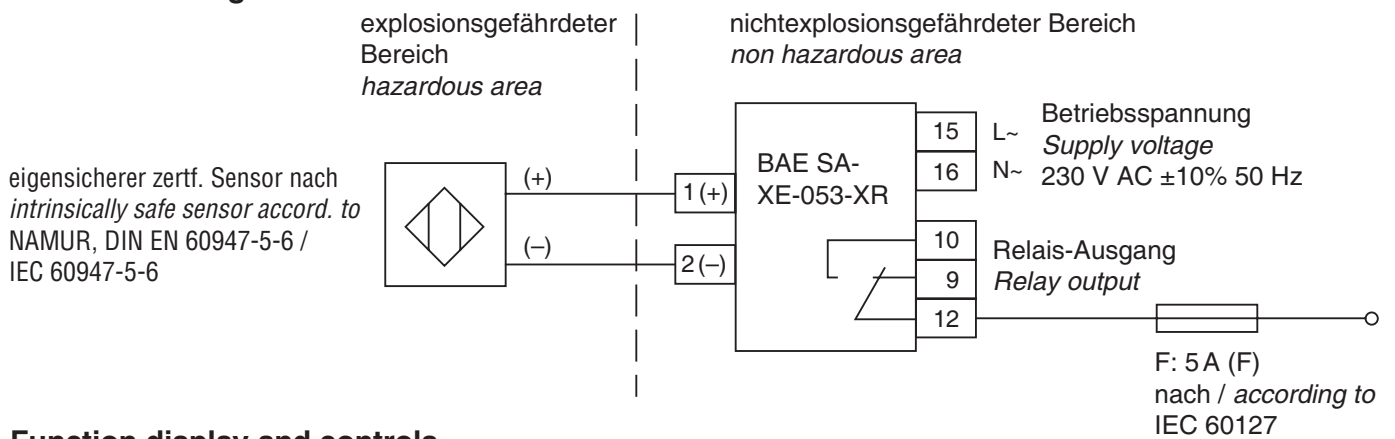 explosionsgefährdeter
Bereich
hazardous area
nichtexplosionsgefährdeter Bereich
non hazardous area
eigensicherer zertf. Sensor nach
intrinsically safe sensor accord. to
NAMUR, DIN EN 60947-5-6 /
IEC 60947-5-6
(+)
(–)
1 (+)
2 (–)
BAE SA-
XE-053-XR
15 L~
16 N~
Betriebsspannung
Supply voltage
230 V AC ±10% 50 Hz
10
9
12
Relais-Ausgang
Relay output
F: 5 A (F)
nach / according to
IEC 60127
Function display and controls